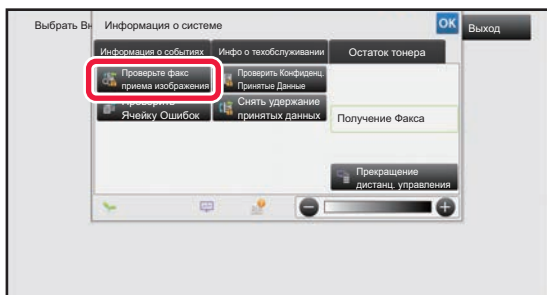 Выбрать Вн
Информация о системе
OK
Выход
Информация о событиях
Инфо о техобслуживании
Остаток тонера
Проверьте факс
приема изображения
Проверить Конфиденц.
Принятые Данные
Проверить
Ячейку Ошибок
Снять удержание
принятых данных
Получение Факса
Прекращение
дистанц. управления